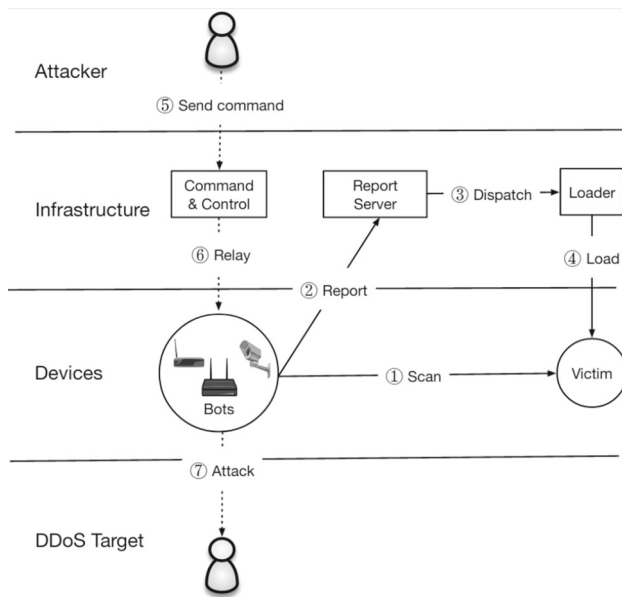 Attacker
⑤ Send command
Infrastructure
Command
& Control
Report
Server
③ Dispatch
Loader
⑥ Relay
④ Load
② Report
Devices
Bots
① Scan
Victim
⑦ Attack
DDoS Target